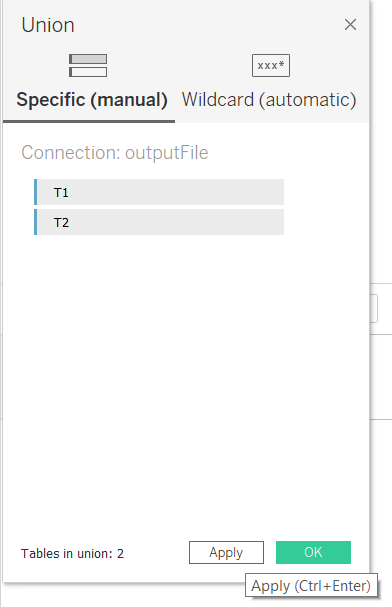 Union
xxx*
Specific (manual) Wildcard (automatic)
Connection: outputFile
T1
T2
Tables in union: 2 Apply OK
Apply (Ctrl+Enter)